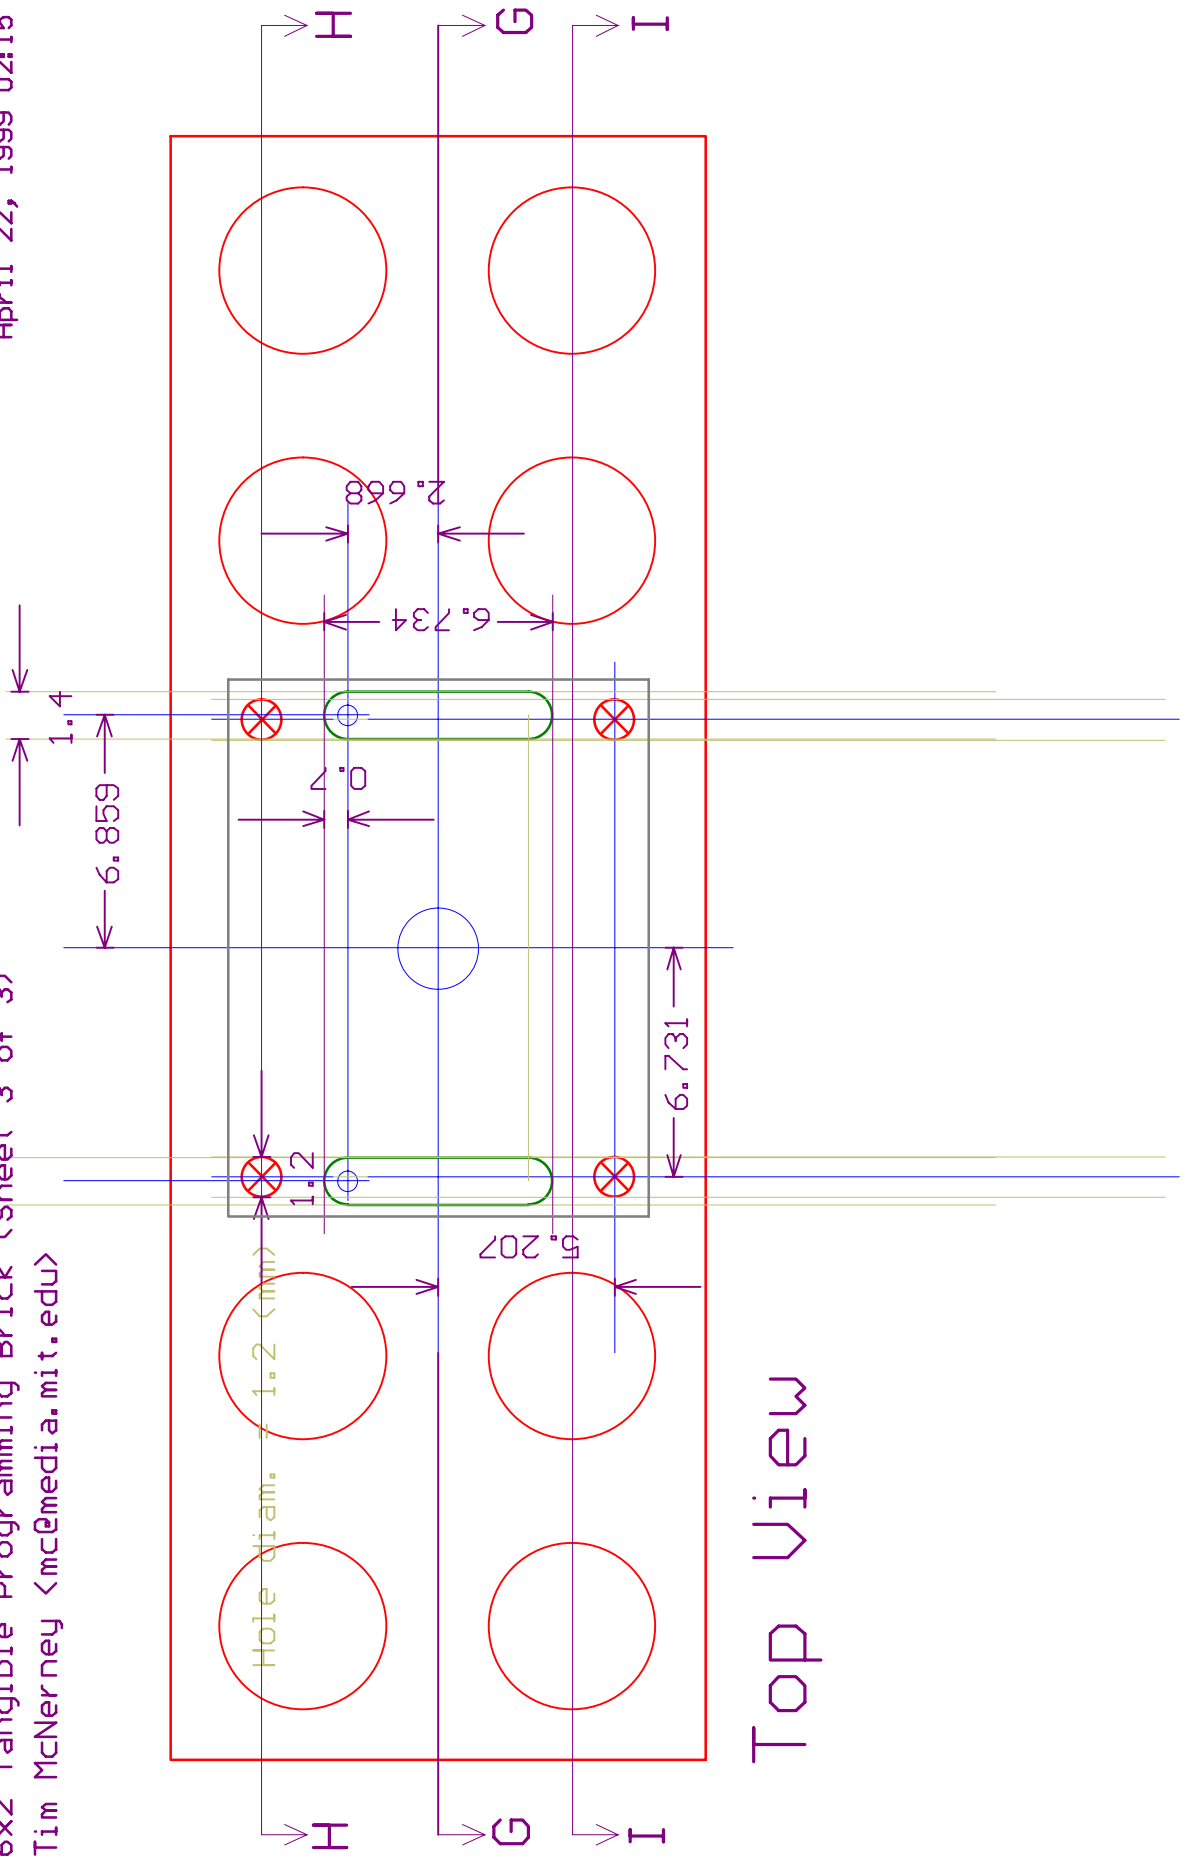 6x2 Tangible Programming Brick (Sheet 3 of 3)
April 22, 1999 02:15
Tim McNerney <mc@media.mit.edu>
H
G
I
H
G
I
1.4
6.859
2.668
6.734
0.7
6.731
1.2
5.207
Hole diam. = 1.2 (mm)
Top View